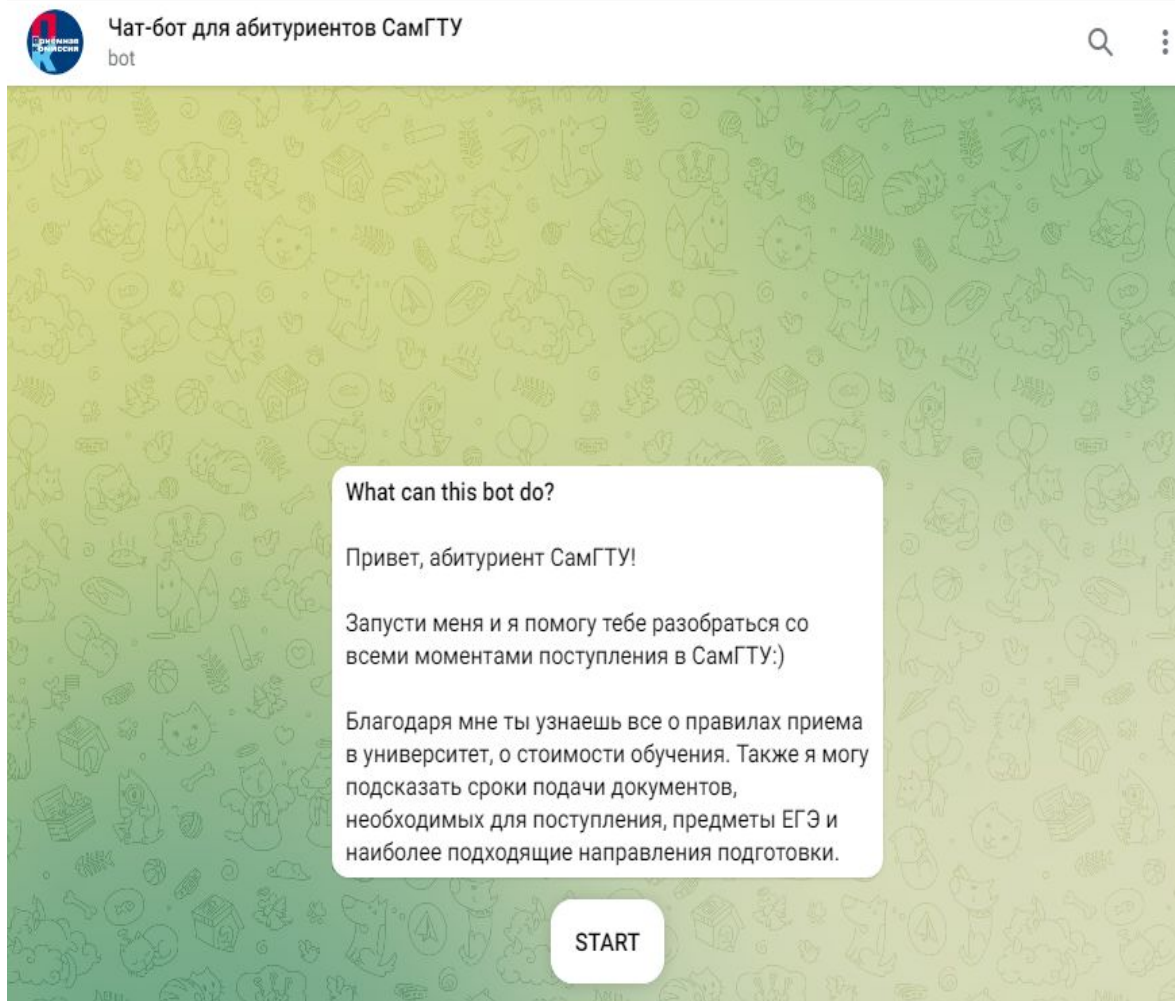 Приемная
Комиссия
Чат-бот для абитуриентов СамГТУ
bot
What can this bot do?
Привет, абитуриент СамГТУ!
Запусти меня и я помогу тебе разобраться со
всеми моментами поступления в СамГТУ:)
Благодаря мне ты узнаешь все о правилах приема
в университет, о стоимости обучения. Также я могу
подсказать сроки подачи документов,
необходимых для поступления, предметы ЕГЭ и
наиболее подходящие направления подготовки.
START